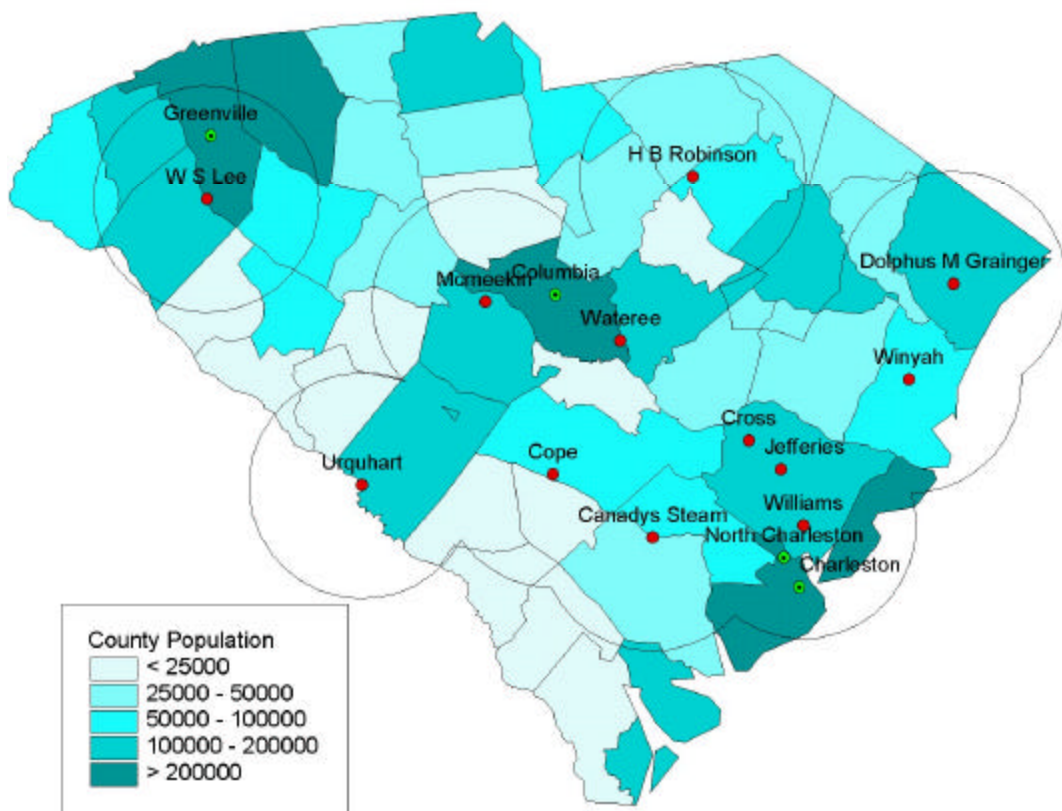 Greenville
H B Robinson
W S Lee
Dolphus M Grainger
Columbia
Mcmeekin
Wateree
Winyah
Cross
Jefferies
Urquhart
Cope
Williams
Canadys Steam
North Charleston
Charleston
County Population
< 25000
25000 - 50000
50000 - 100000
100000 - 200000
> 200000